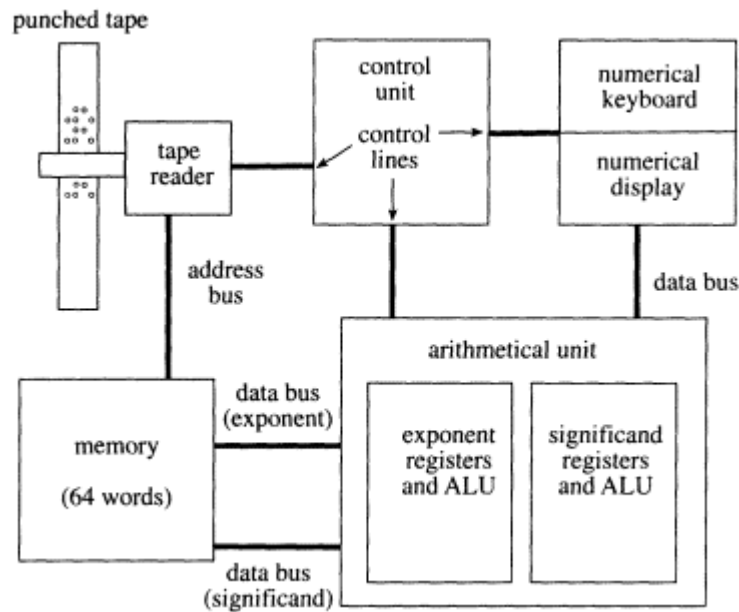 punched tape
tape
reader
control
unit
control
lines
numerical
keyboard
numerical
display
address
bus
data bus
arithmetical unit
memory
(64 words)
data bus
(exponent)
data bus
(significand)
exponent
registers
and ALU
significand
registers
and ALU